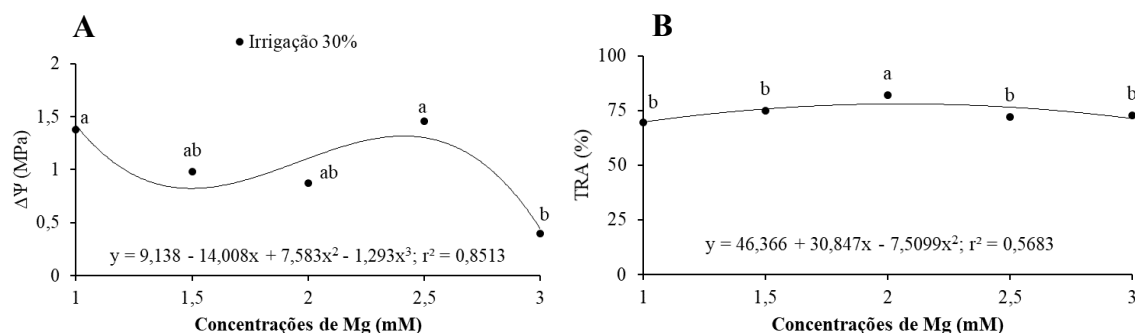 A
● Irrigação 30%
2
1,5
1
0,5
0
ΔΨ (MPa)
a
ab
ab
a
b
y = 9,138 - 14,008x + 7,583x² - 1,293x³; r² = 0,8513
1 1,5 2 2,5 3
Concentrações de Mg (mM)
B
100
75
50
25
0
TRA (%)
b
b
a
b
b
y = 46,366 + 30,847x - 7,5099x²; r² = 0,5683
1 1,5 2 2,5 3
Concentrações de Mg (mM)